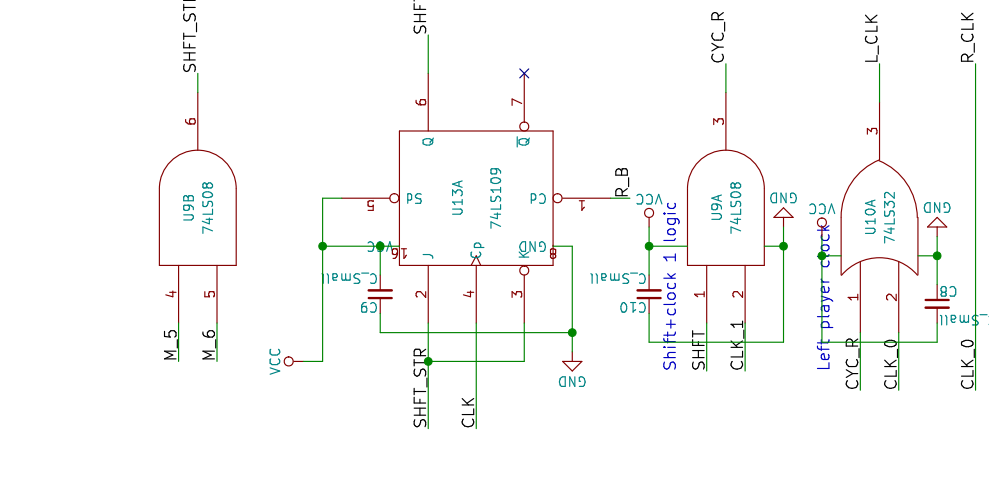 SHFT_STR
6
U9B
74LS08
4
5
M_5
M_6
VCC
SHFT
6
7
Q
Q
Sd
5
U13A
74LS109
Cd
1
R_B
VCC
16
GND
8
J
Cp
K
C_Small
C9
2
4
3
SHFT_STR
CLK
GND
CYC_R
3
VCC
GND
U9A
74LS08
C_Small
C10
Shift+clock 1 logic
1
2
SHFT
CLK_1
L_CLK
3
VCC
GND
U10A
74LS32
Left player clock
1
2
C8
CYC_R
CLK_0
R_CLK
CLK_0